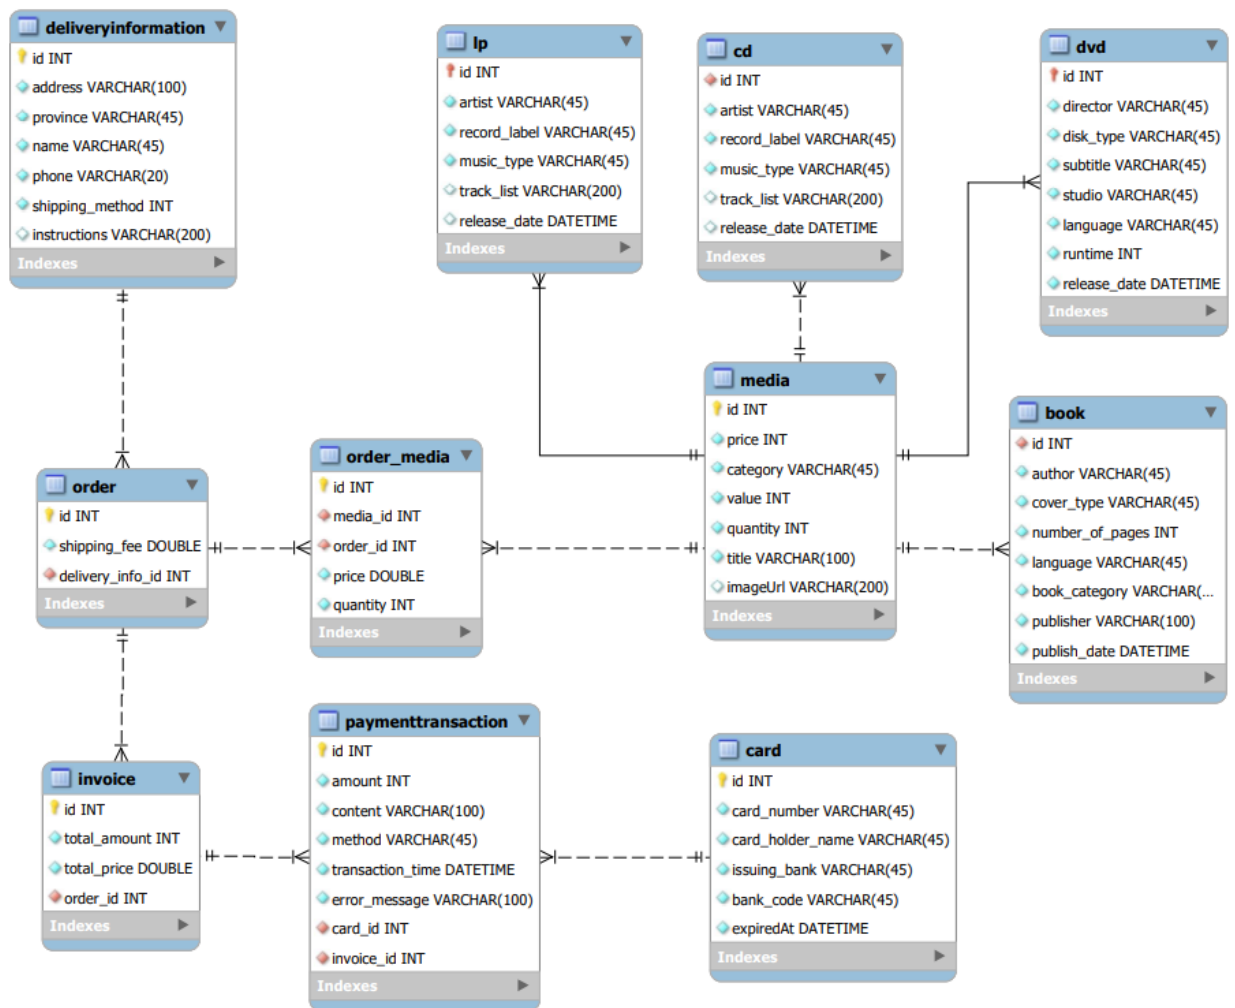 deliveryinformation
id INT
address VARCHAR(100)
province VARCHAR(45)
name VARCHAR(45)
phone VARCHAR(20)
shipping_method INT
instructions VARCHAR(200)
Indexes
lp
id INT
artist VARCHAR(45)
record_label VARCHAR(45)
music_type VARCHAR(45)
track_list VARCHAR(200)
release_date DATETIME
Indexes
cd
id INT
artist VARCHAR(45)
record_label VARCHAR(45)
music_type VARCHAR(45)
track_list VARCHAR(200)
release_date DATETIME
Indexes
dvd
id INT
director VARCHAR(45)
disk_type VARCHAR(45)
subtitle VARCHAR(45)
studio VARCHAR(45)
language VARCHAR(45)
runtime INT
release_date DATETIME
Indexes
order
id INT
shipping_fee DOUBLE
delivery_info_id INT
Indexes
order_media
id INT
media_id INT
order_id INT
price DOUBLE
quantity INT
Indexes
media
id INT
price INT
category VARCHAR(45)
value INT
quantity INT
title VARCHAR(100)
imageUrl VARCHAR(200)
Indexes
book
id INT
author VARCHAR(45)
cover_type VARCHAR(45)
number_of_pages INT
language VARCHAR(45)
book_category VARCHAR(...
publisher VARCHAR(100)
publish_date DATETIME
Indexes
invoice
id INT
total_amount INT
total_price DOUBLE
order_id INT
Indexes
paymenttransaction
id INT
amount INT
content VARCHAR(100)
method VARCHAR(45)
transaction_time DATETIME
error_message VARCHAR(100)
card_id INT
invoice_id INT
Indexes
card
id INT
card_number VARCHAR(45)
card_holder_name VARCHAR(45)
issuing_bank VARCHAR(45)
bank_code VARCHAR(45)
expiredAt DATETIME
Indexes